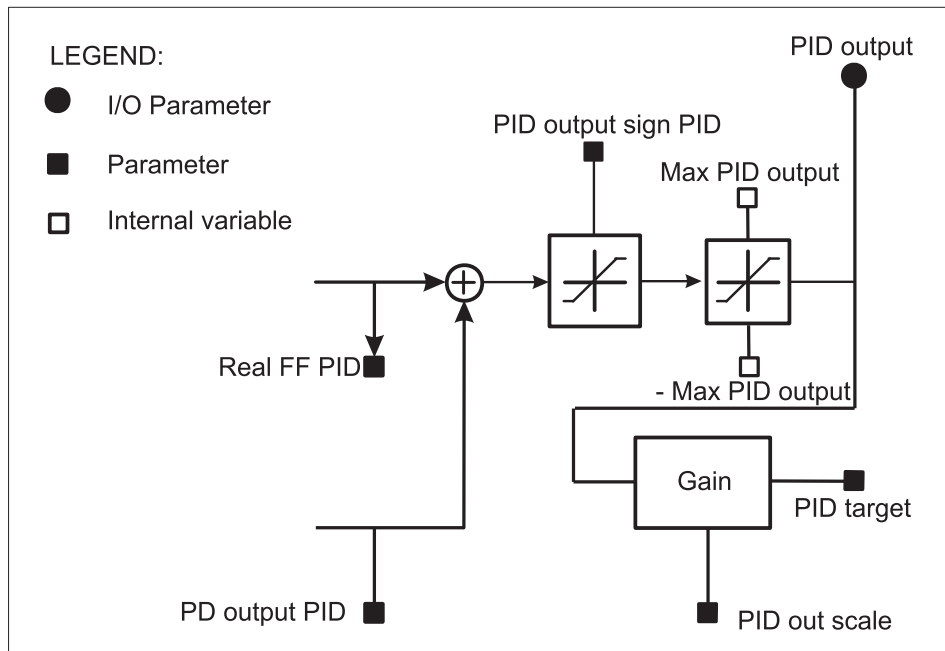 LEGEND:
I/O Parameter
Parameter
Internal variable
PID output
PID output sign PID
Max PID output
Real FF PID
- Max PID output
Gain
PID target
PD output PID
PID out scale